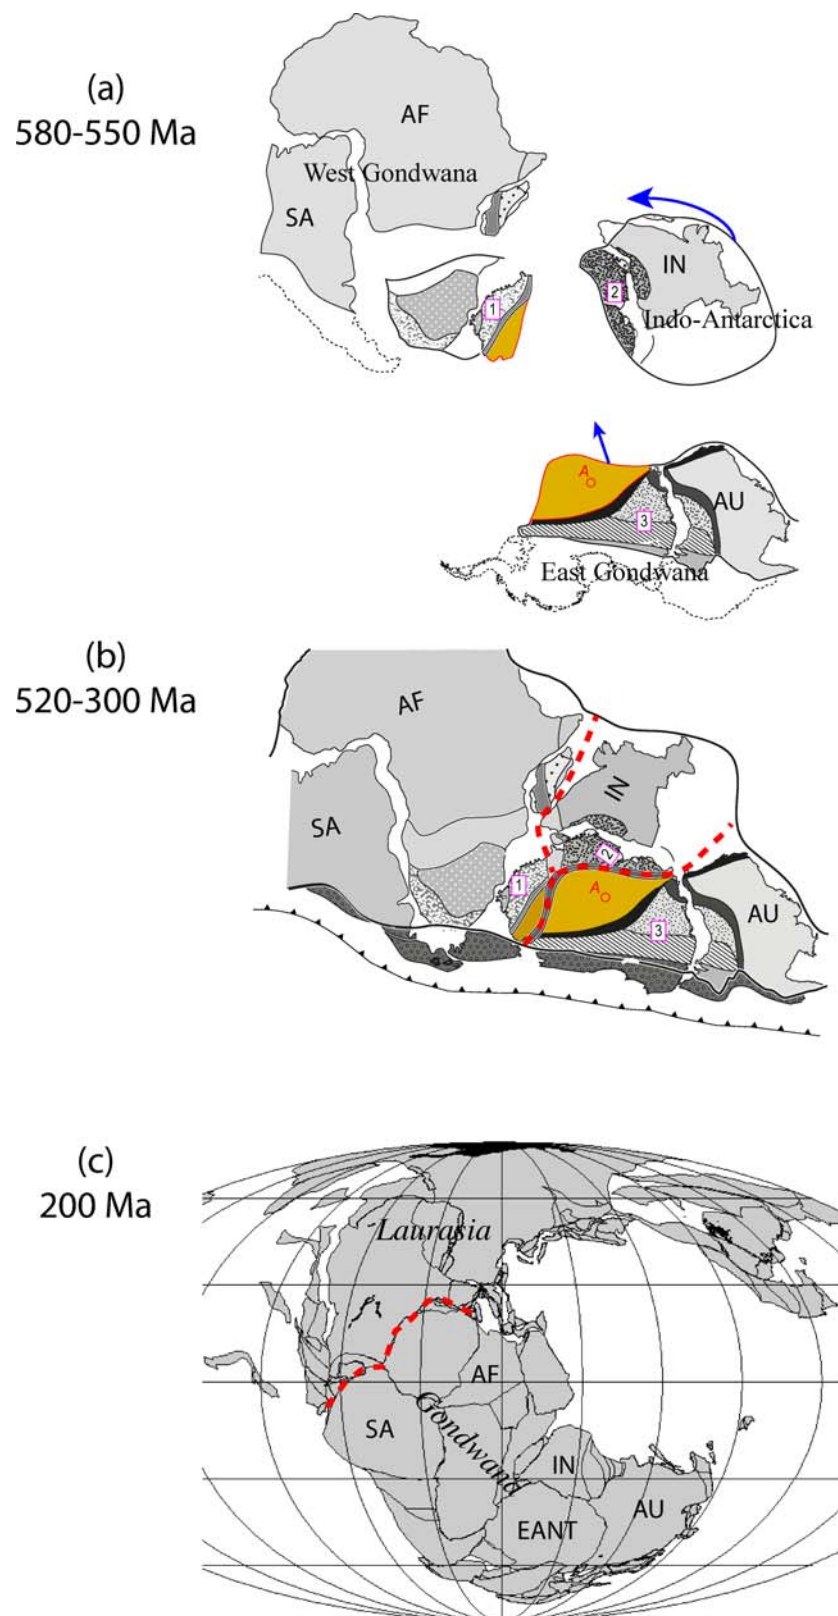 (a)
580-550 Ma
AF
West Gondwana
SA
IN
2
1
Indo-Antarctica
A
AU
3
East Gondwana
(b)
520-300 Ma
AF
IN
SA
2
1
A
AU
3
(c)
200 Ma
Laurasia
AF
SA
Gondwana
IN
AU
EANT